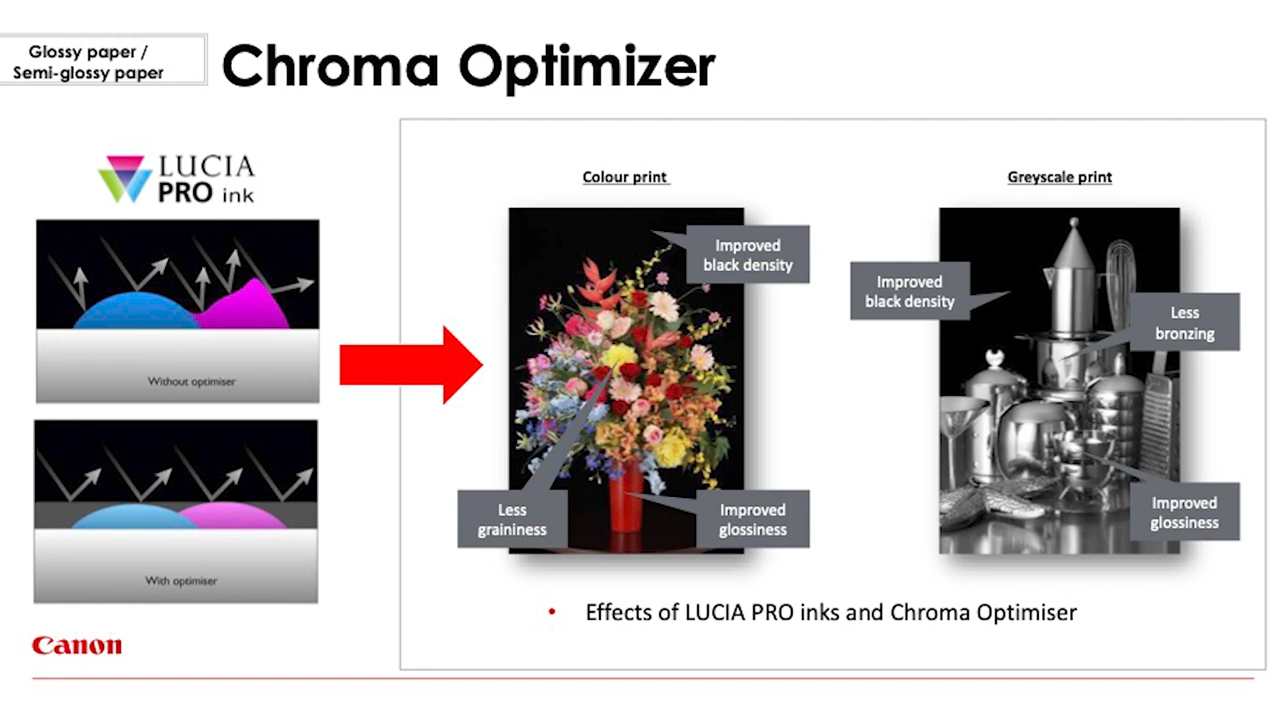 Glossy paper /
Semi-glossy paper
Chroma Optimizer
LUCIA
PRO ink
Without optimiser
With optimiser
Canon
Colour print
Improved
black density
Less
graininess
Improved
glossiness
Greyscale print
Improved
black density
Less
bronzing
Improved
glossiness
• Effects of LUCIA PRO inks and Chroma Optimiser